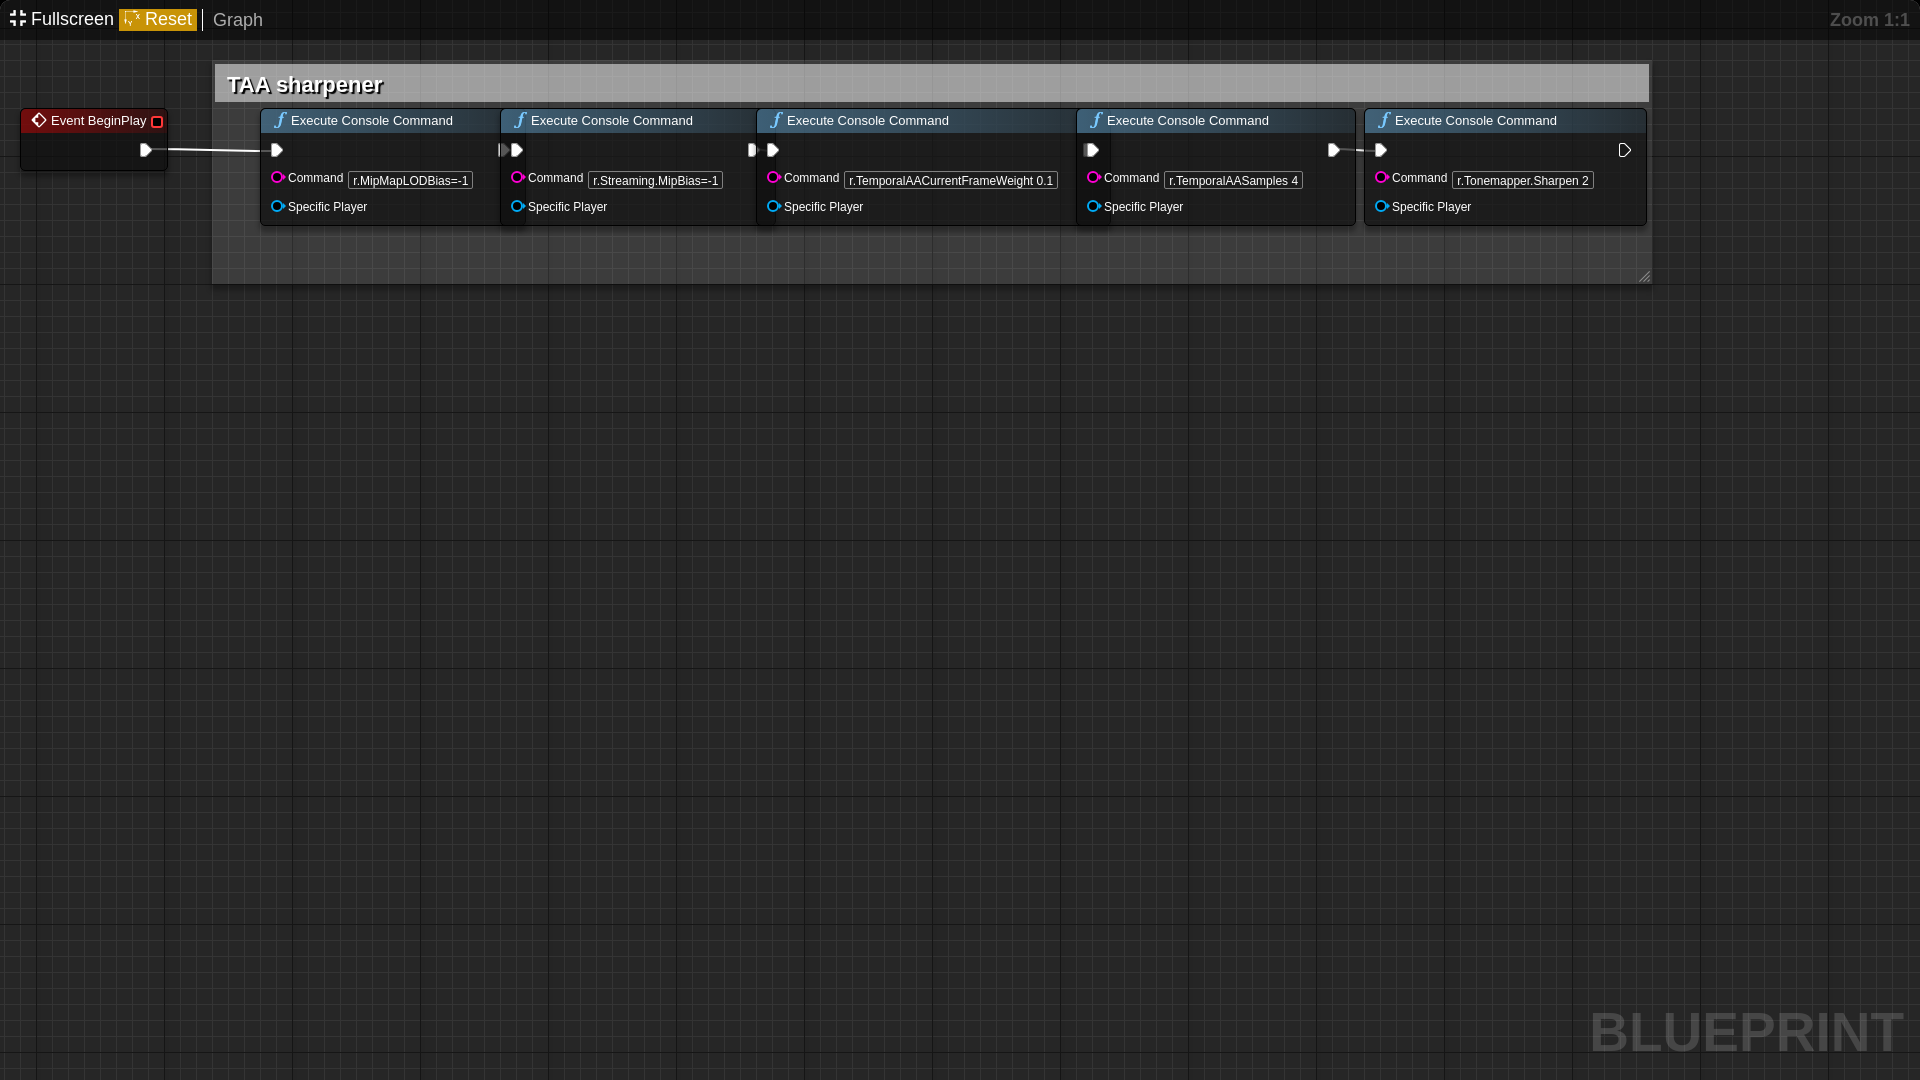 Fullscreen Reset Graph Zoom 1:1
TAA sharpener
Event BeginPlay
Execute Console Command
Command r.MipMapLODBias=-1
Specific Player
Execute Console Command
Command r.Streaming.MipBias=-1
Specific Player
Execute Console Command
Command r.TemporalAACurrentFrameWeight 0.1
Specific Player
Execute Console Command
Command r.TemporalAASamples 4
Specific Player
Execute Console Command
Command r.Tonemapper.Sharpen 2
Specific Player
BLUEPRINT